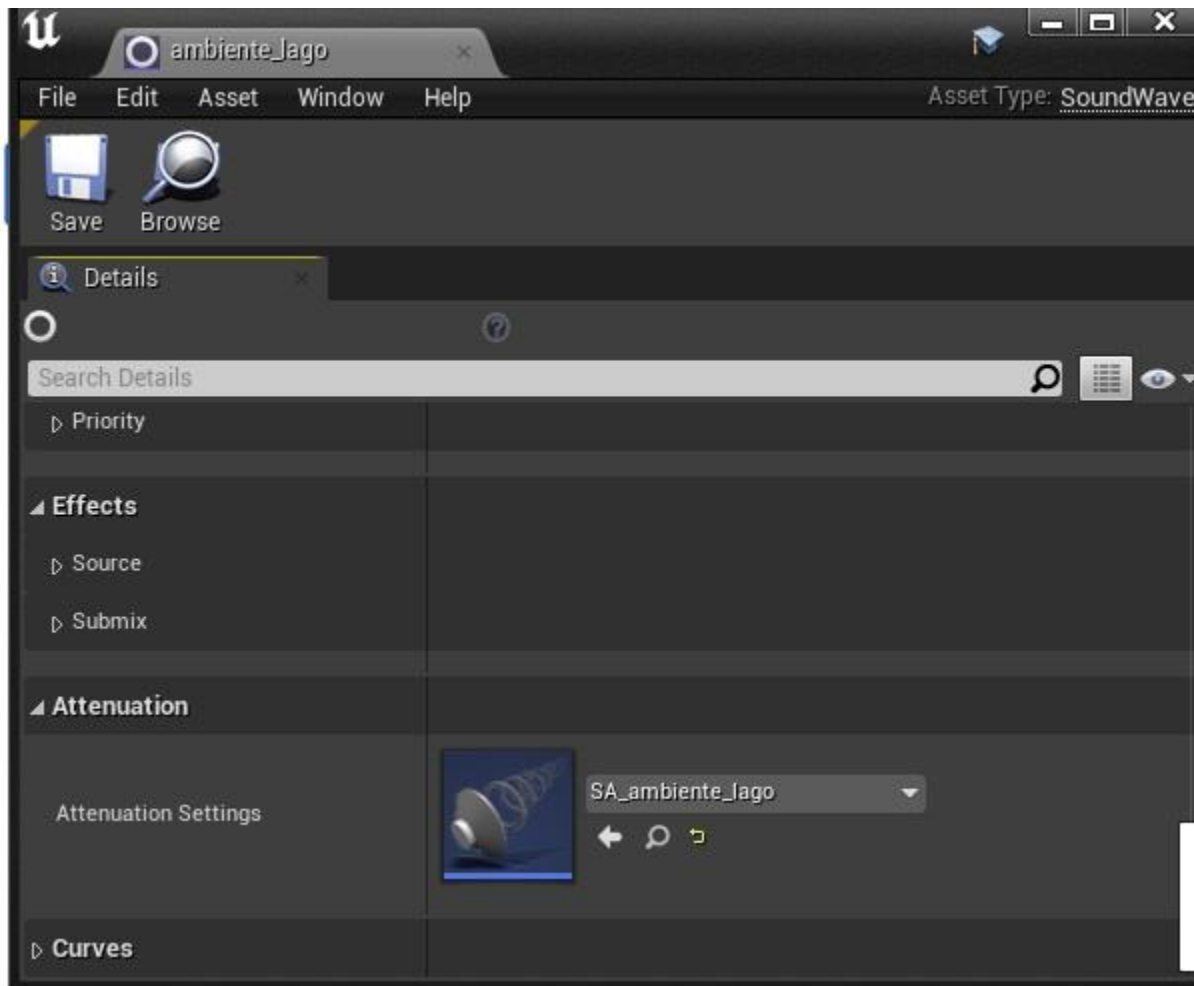 ambiente_lago
File Edit Asset Window Help Asset Type: SoundWave
Save Browse
Details
Search Details
Priority
Effects
Source
Submix
Attenuation
Attenuation Settings
SA_ambiente_lago
Curves